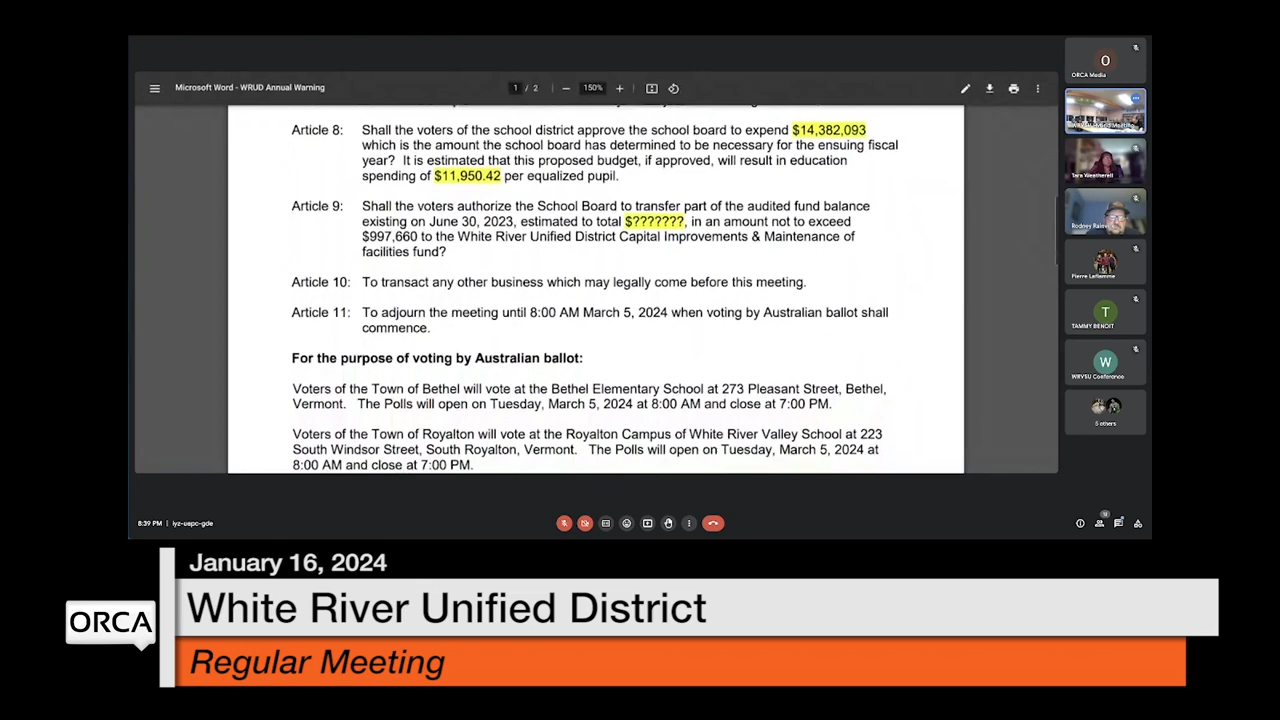 Microsoft Word - WRUD Annual Warning
1 / 2
150%
Article 8: Shall the voters of the school district approve the school board to expend $14,382,093
which is the amount the school board has determined to be necessary for the ensuing fiscal
year? It is estimated that this proposed budget, if approved, will result in education
spending of $11,950.42 per equalized pupil.
Article 9: Shall the voters authorize the School Board to transfer part of the audited fund balance
existing on June 30, 2023, estimated to total $???????, in an amount not to exceed
$997,660 to the White River Unified District Capital Improvements & Maintenance of
facilities fund?
Article 10: To transact any other business which may legally come before this meeting.
Article 11: To adjourn the meeting until 8:00 AM March 5, 2024 when voting by Australian ballot shall
commence.
For the purpose of voting by Australian ballot:
Voters of the Town of Bethel will vote at the Bethel Elementary School at 273 Pleasant Street, Bethel,
Vermont. The Polls will open on Tuesday, March 5, 2024 at 8:00 AM and close at 7:00 PM.
Voters of the Town of Royalton will vote at the Royalton Campus of White River Valley School at 223
South Windsor Street, South Royalton, Vermont. The Polls will open on Tuesday, March 5, 2024 at
8:00 AM and close at 7:00 PM.
O
ORCA Media
Tara Weatherell
Rodney
Pierre Laflamme
T
TAMMY BENOIT
W
WRVSU Conference
5 others
8:39 PM | iyz-uapc-gde
January 16, 2024
White River Unified District
ORCA
Regular Meeting